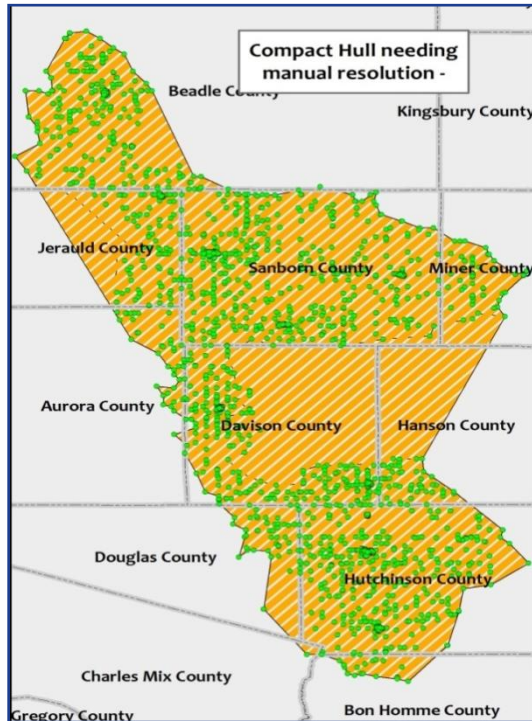 Compact Hull needing
manual resolution -
Beadle County
Kingsbury County
Jerauld County
Sanborn County
Miner County
Aurora County
Davison County
Hanson County
Douglas County
Hutchinson County
Charles Mix County
Gregory County
Bon Homme County